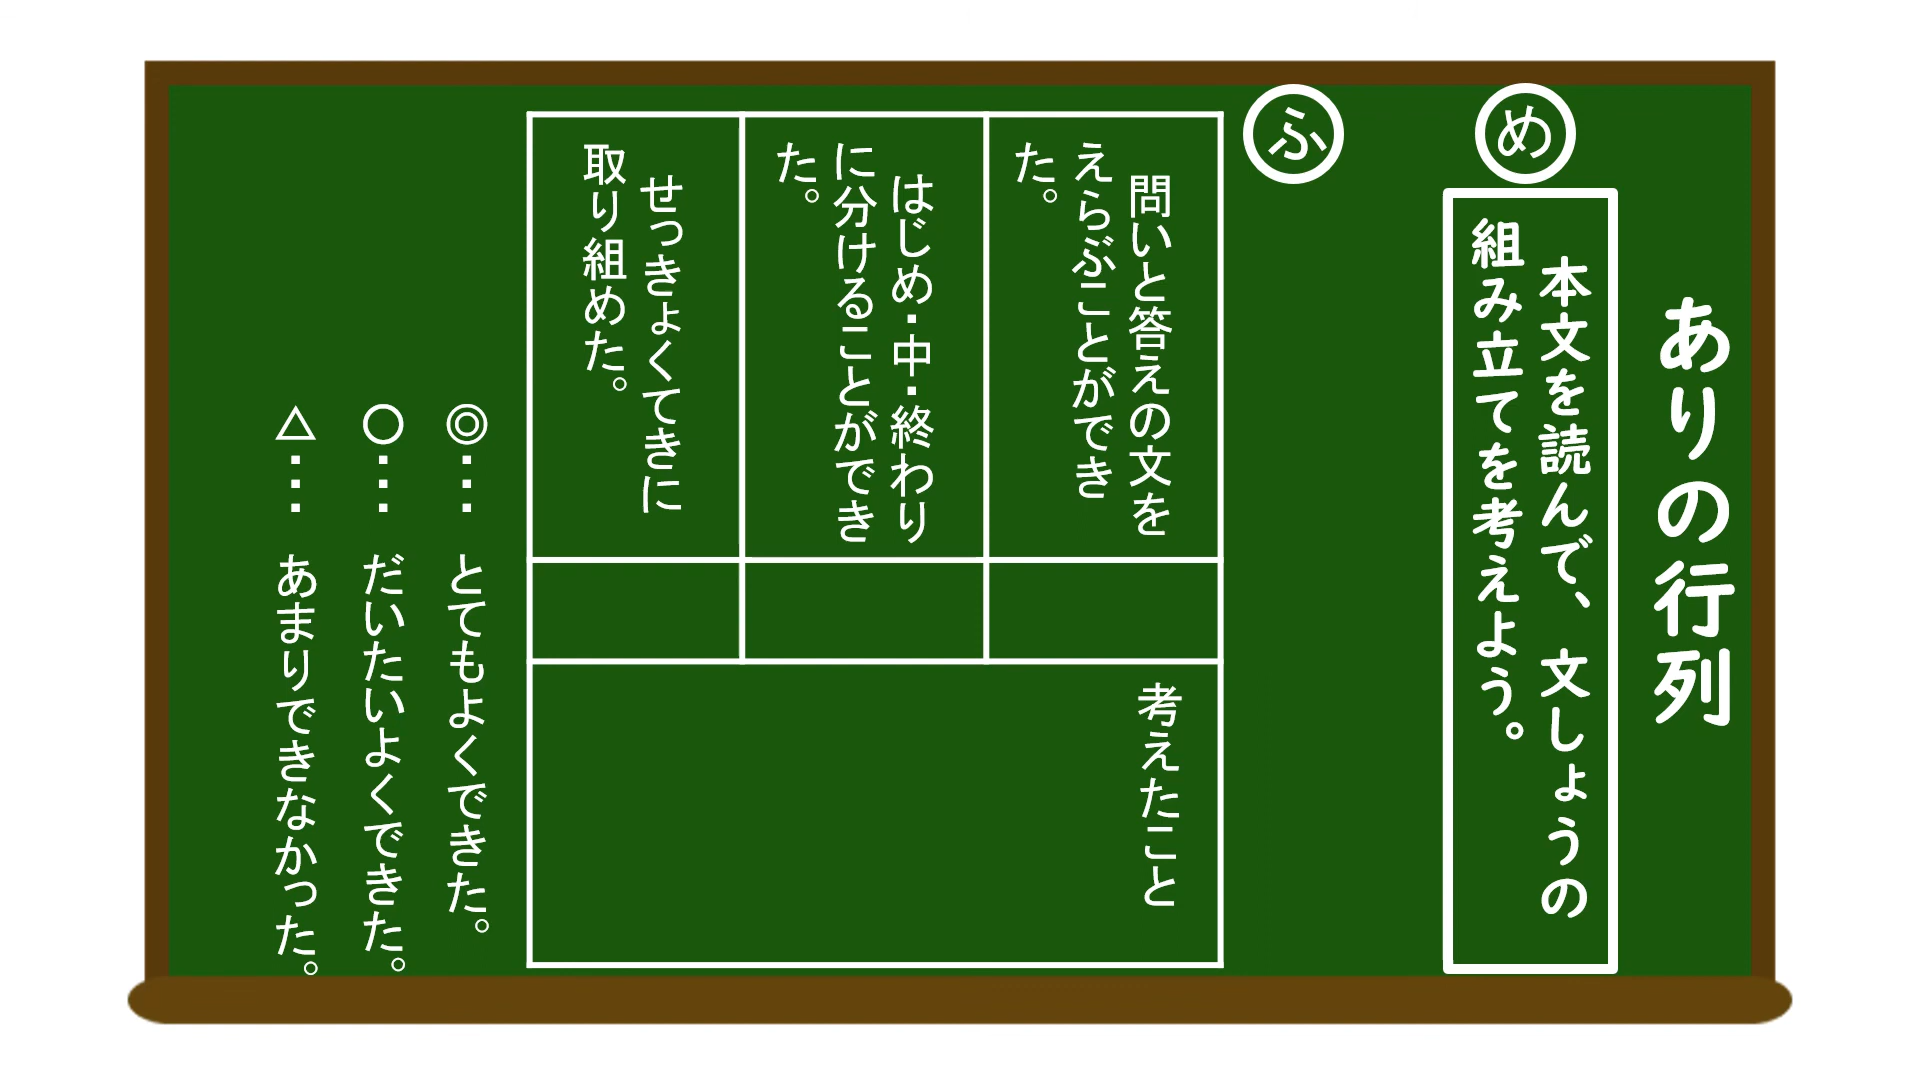 ありの行列
め
本文を読んで、文しょうの
組み立てを考えよう。
ふ
問いと答えの文を
えらぶことができ
た。
はじめ・中・終わり
に分けることができ
た。
せっきょくてきに
取り組めた。
考えたこと
◎… とてもよくできた。
○… だいたいよくできた。
△… あまりできなかった。